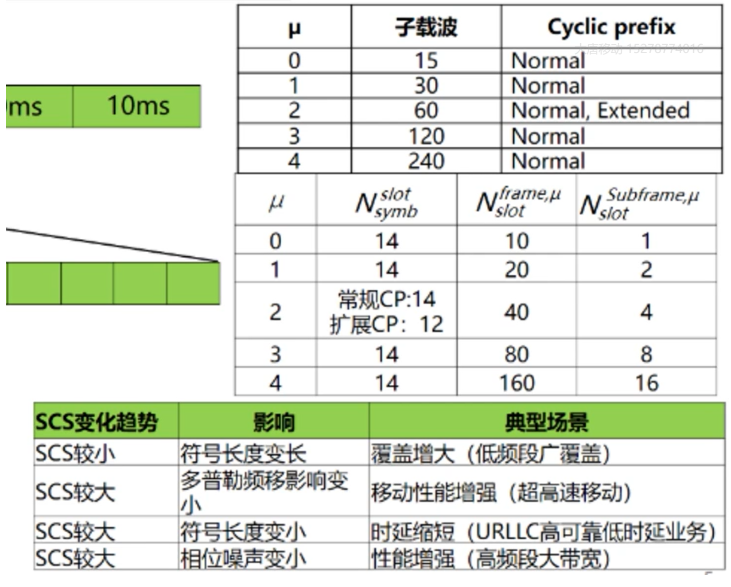 μ 子载波 Cyclic prefix
0 15 Normal
1 30 Normal
2 60 Normal, Extended
3 120 Normal
4 240 Normal
ms 10ms
μ N slot symb N frame,μ slot N Subframe,μ slot
0 14 10 1
1 14 20 2
2 常规CP:14 40 4
扩展CP：12
3 14 80 8
4 14 160 16
SCS变化趋势 影响 典型场景
SCS较小 符号长度变长 覆盖增大（低频段广覆盖）
SCS较大 多普勒频移影响变 移动性能增强（超高速移动）
小
SCS较大 符号长度变小 时延缩短（URLLC高可靠低时延业务）
SCS较大 相位噪声变小 性能增强（高频段大带宽）